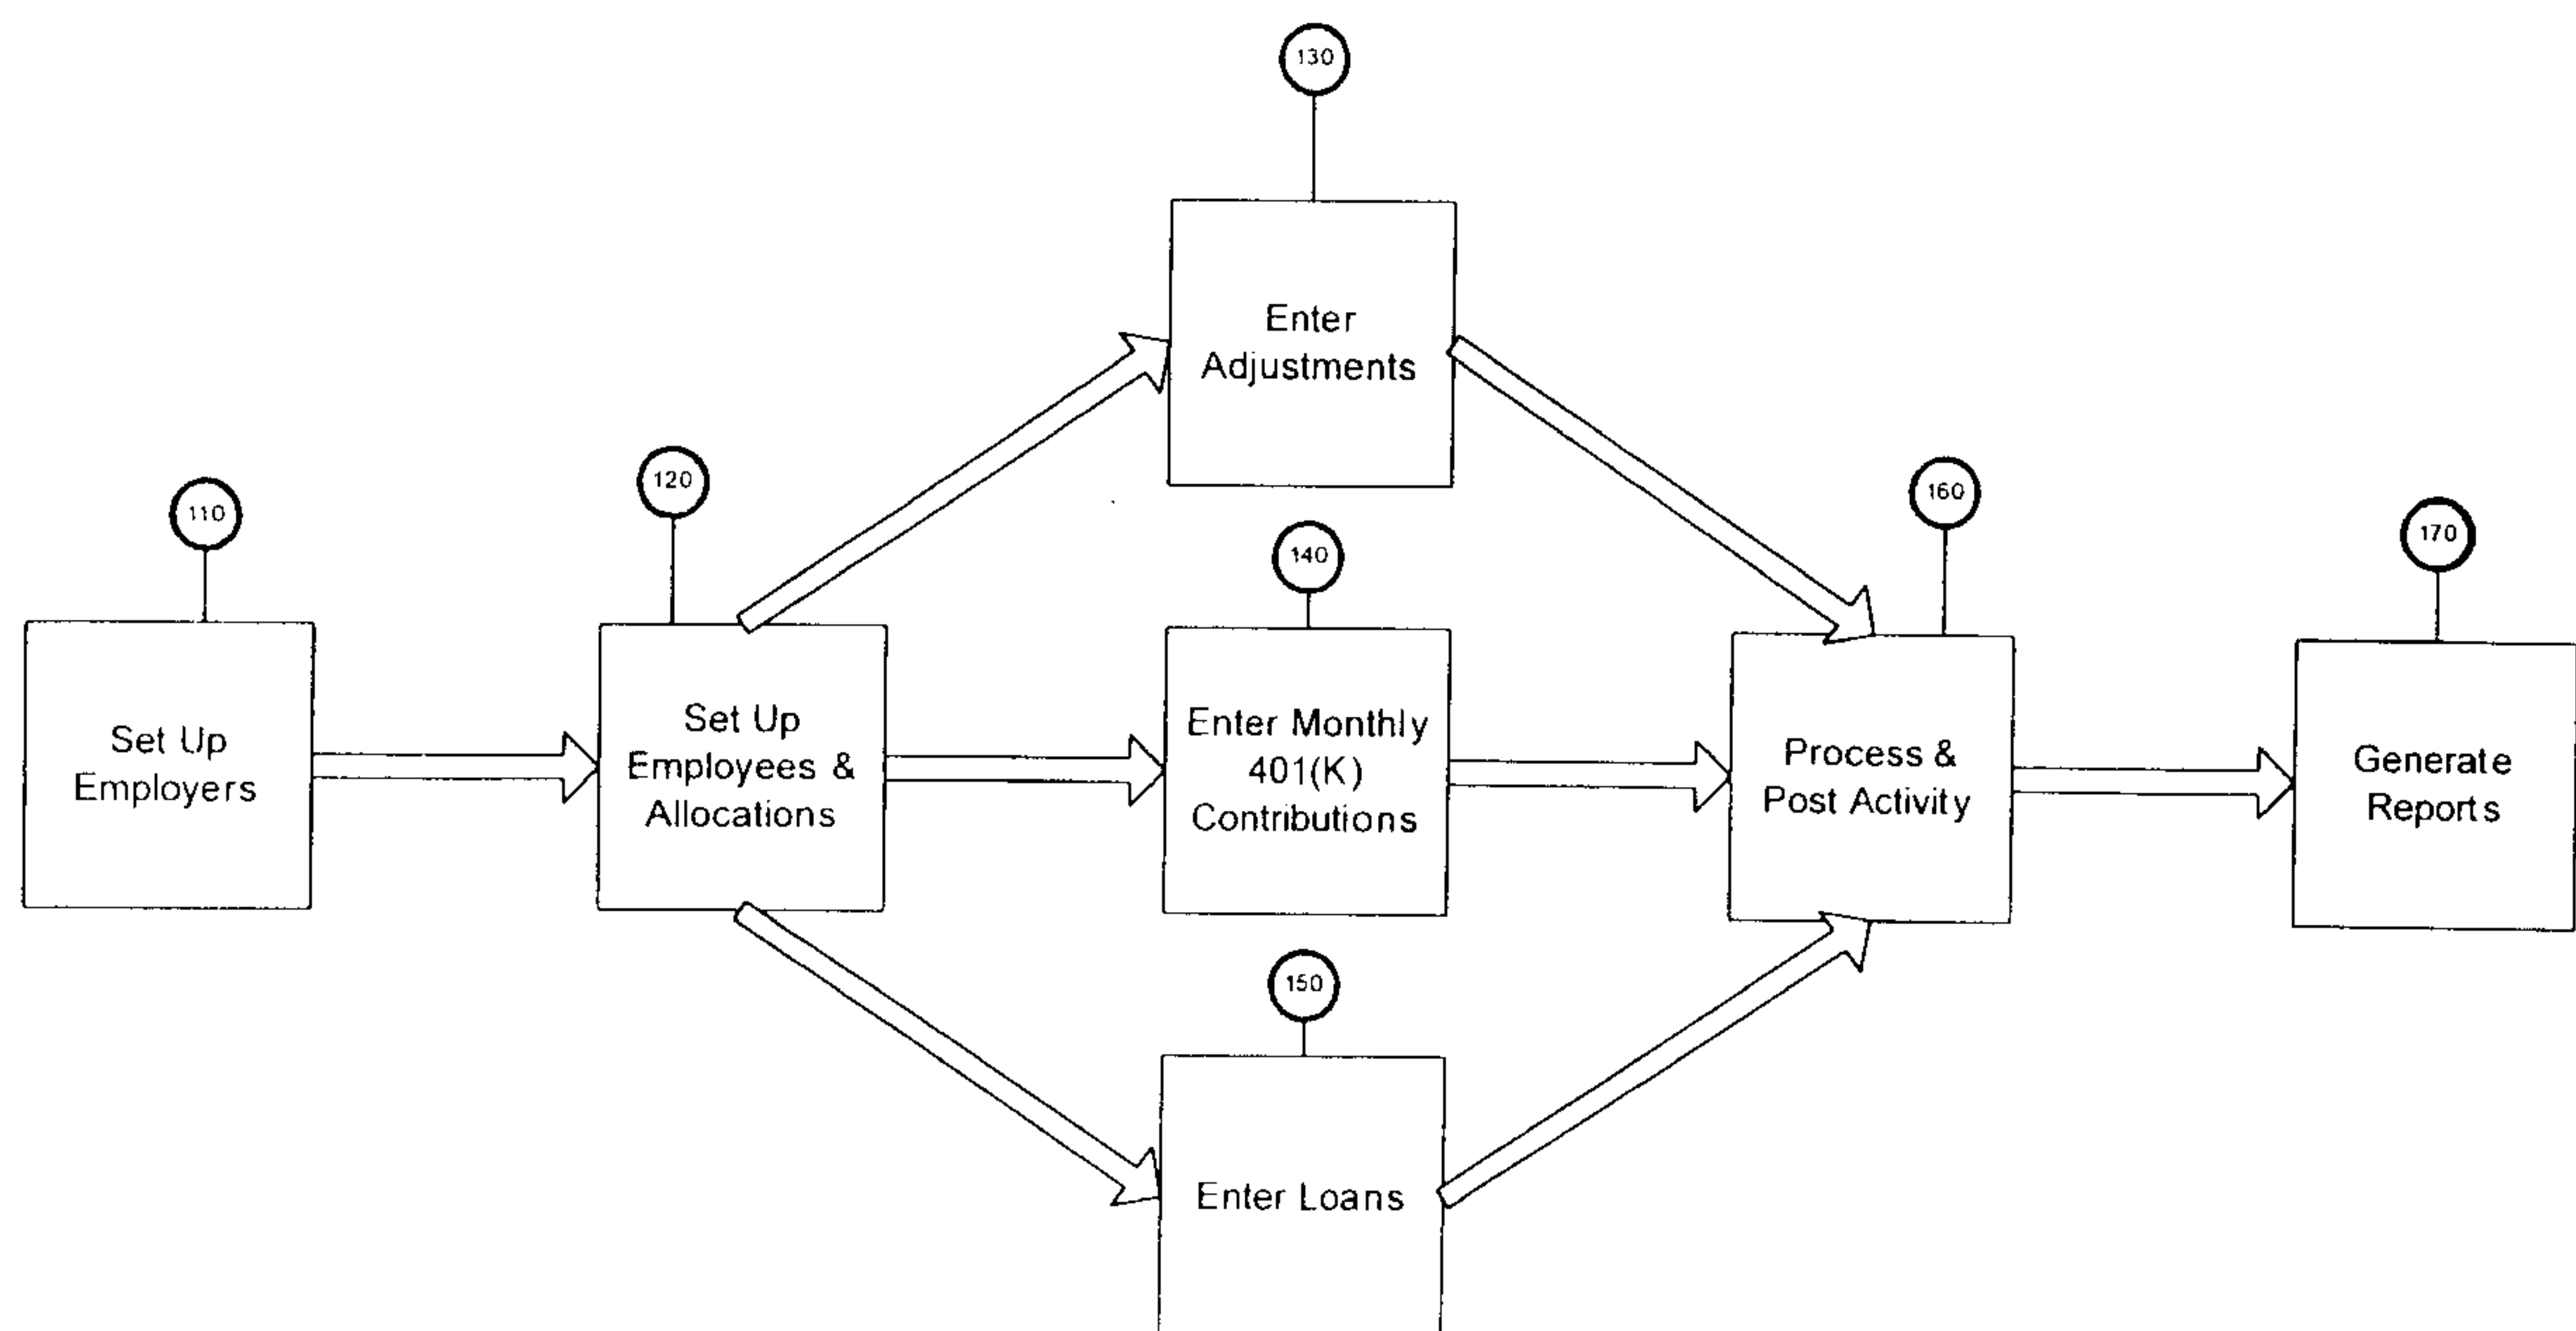 130
Enter
Adjustments
110
120
140
160
170
Set Up
Employers
Set Up
Employees &
Allocations
Enter Monthly
401(K)
Contributions
Process &
Post Activity
Generate
Reports
150
Enter Loans